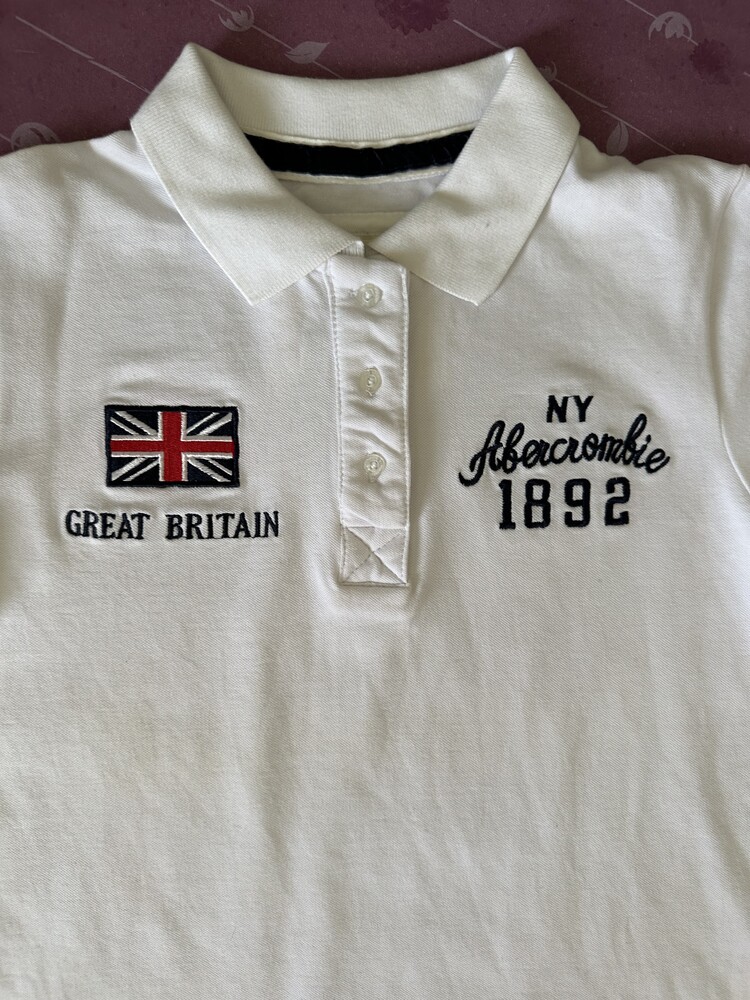 GREAT BRITAIN
NY
Abercrombie
1892